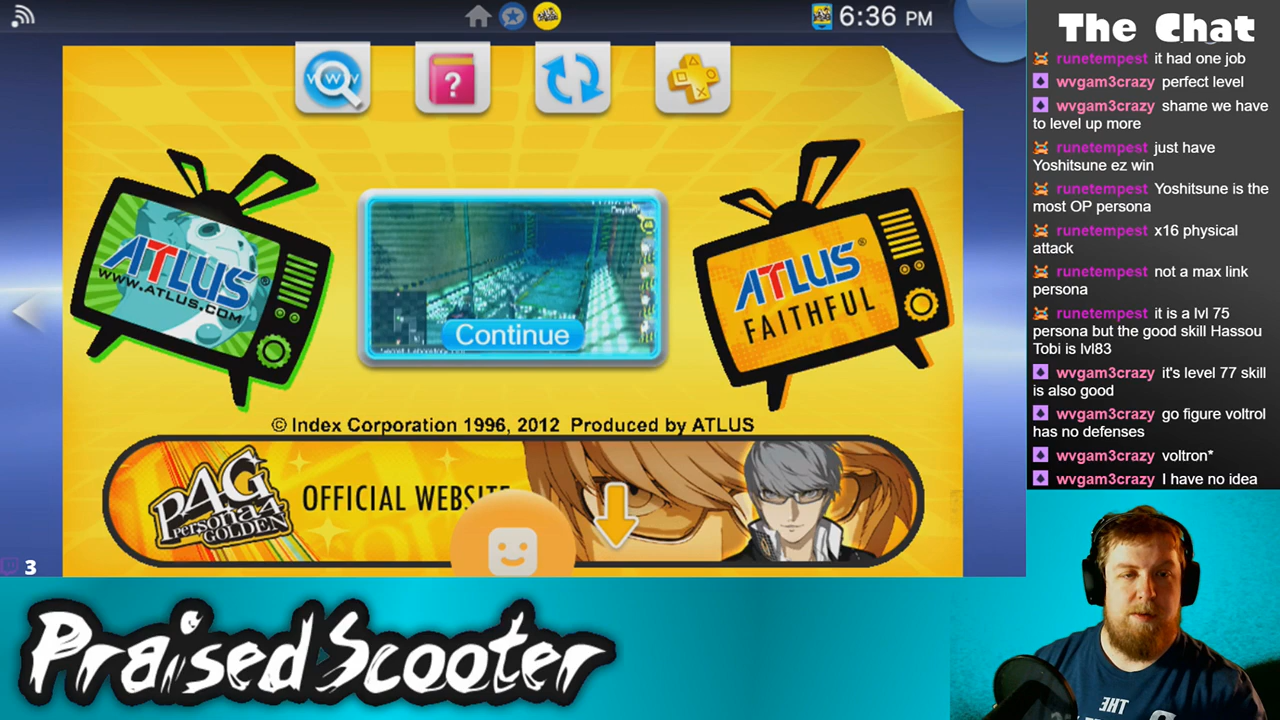 6:36 PM
WWW
?
ATLUS®
WWW.ATLUS.COM
Continue
ATLUS®
FAITHFUL
© Index Corporation 1996, 2012 Produced by ATLUS
P4G
Persona4
GOLDEN
OFFICIAL WEBSITE
3
PraisedScooter
The Chat
runetempest it had one job
wvgam3crazy perfect level
wvgam3crazy shame we have
to level up more
runetempest just have
Yoshitsune ez win
runetempest Yoshitsune is the
most OP persona
runetempest x16 physical
attack
runetempest not a max link
persona
runetempest it is a lvl 75
persona but the good skill Hassou
Tobi is lvl83
wvgam3crazy it's level 77 skill
is also good
wvgam3crazy go figure voltrol
has no defenses
wvgam3crazy voltron*
wvgam3crazy I have no idea
THE